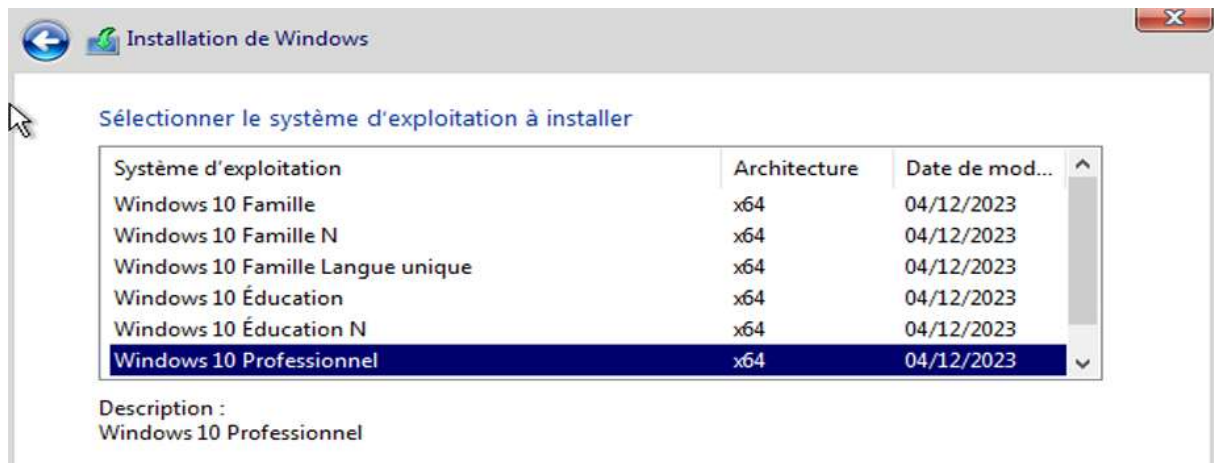 Installation de Windows
Sélectionner le système d'exploitation à installer
Système d'exploitation Architecture Date de mod...
Windows 10 Famille x64 04/12/2023
Windows 10 Famille N x64 04/12/2023
Windows 10 Famille Langue unique x64 04/12/2023
Windows 10 Éducation x64 04/12/2023
Windows 10 Éducation N x64 04/12/2023
Windows 10 Professionnel x64 04/12/2023
Description :
Windows 10 Professionnel